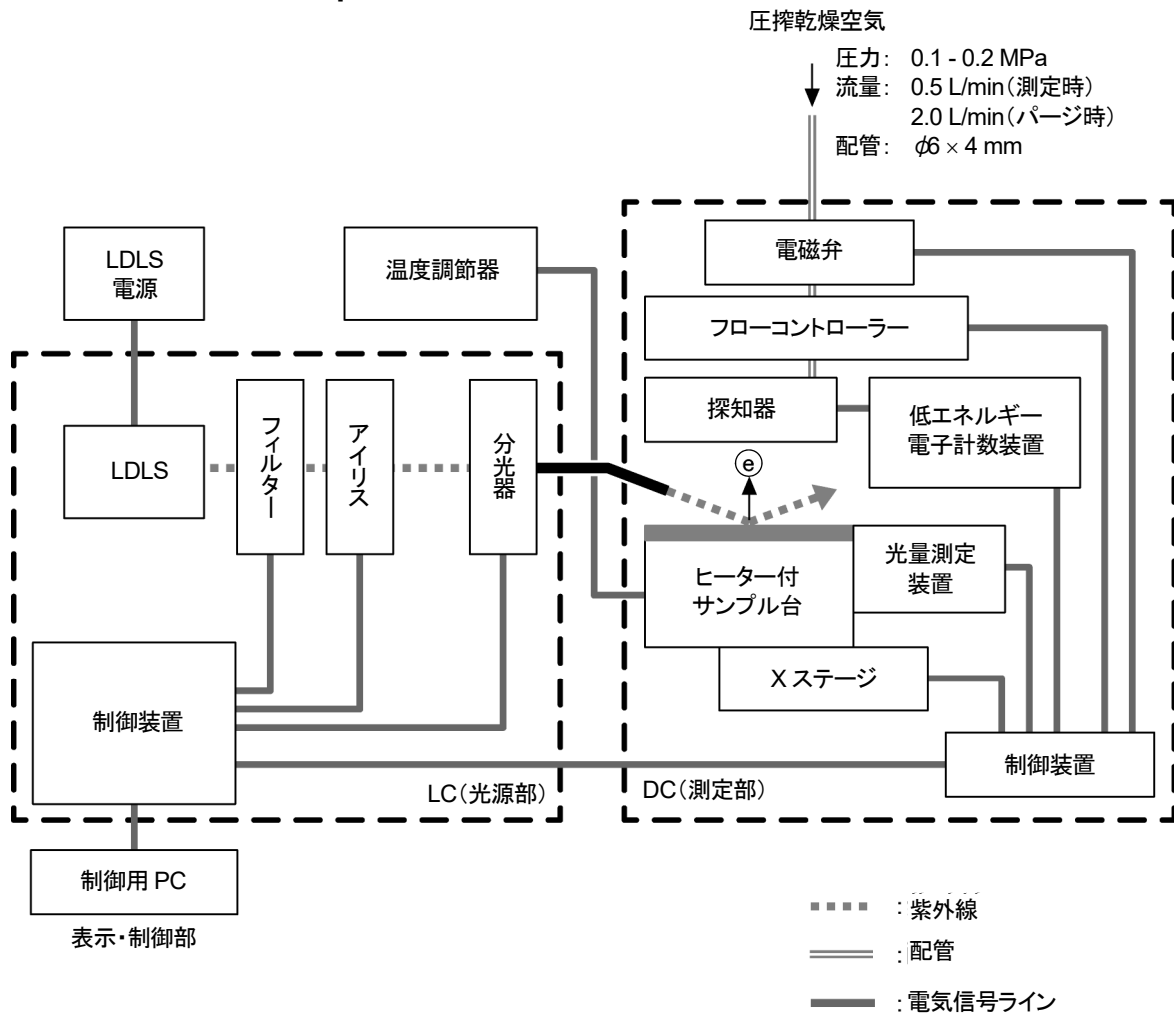 圧搾乾燥空気
圧力: 0.1 - 0.2 MPa
流量: 0.5 L/min(測定時)
2.0 L/min(パージ時)
配管: φ6 × 4 mm
LDLS
電源
温度調節器
電磁弁
フローコントローラー
探知器
低エネルギー
電子計数装置
LDLS
フィルター
アイリス
分光器
e
ヒーター付
サンプル台
光量測定
装置
X ステージ
制御装置
制御装置
LC(光源部)
DC(測定部)
制御用 PC
表示・制御部
: 紫外線
: 配管
: 電気信号ライン